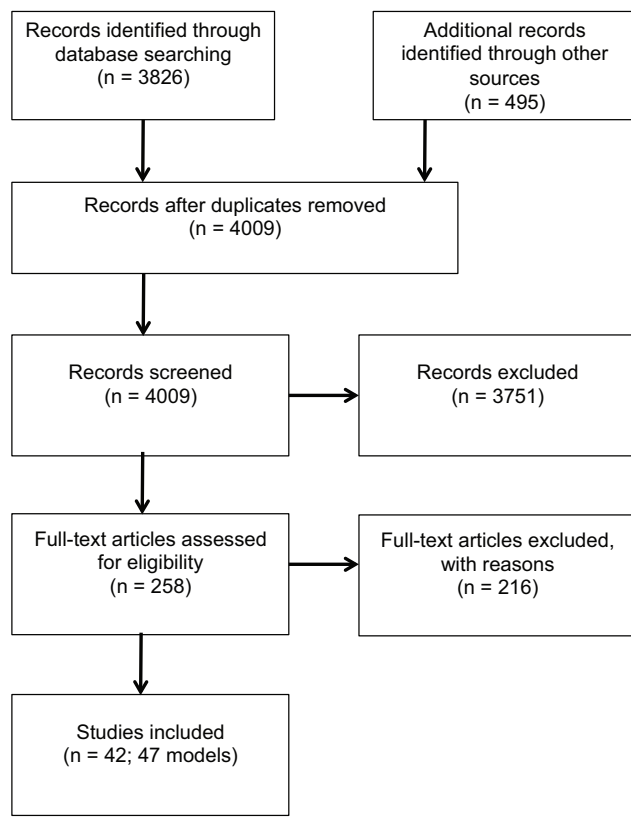 Records identified through
database searching
(n = 3826)
Additional records
identified through other
sources
(n = 495)
Records after duplicates removed
(n = 4009)
Records screened
(n = 4009)
Records excluded
(n = 3751)
Full-text articles assessed
for eligibility
(n = 258)
Full-text articles excluded,
with reasons
(n = 216)
Studies included
(n = 42; 47 models)